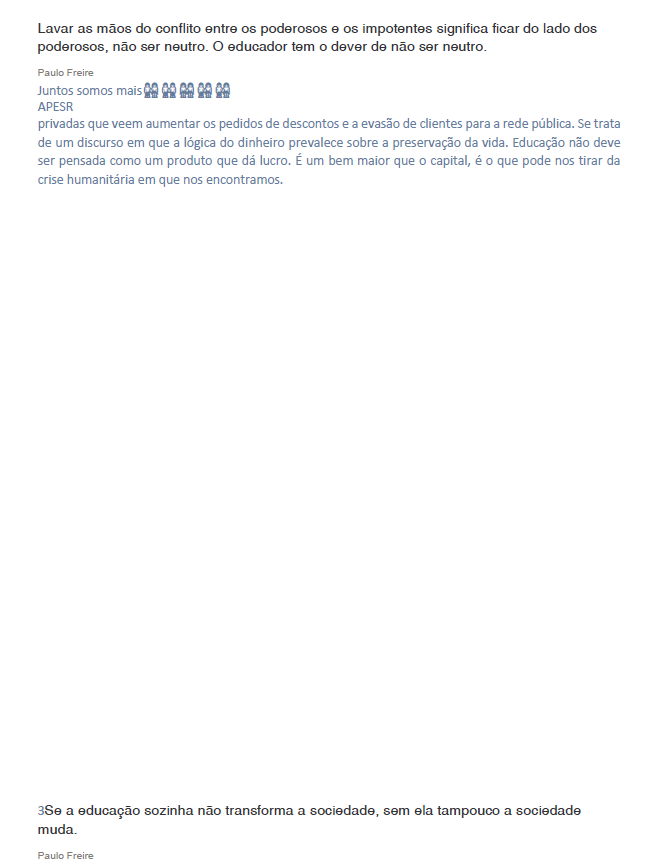 Lavar as mãos do conflito entre os poderosos e os impotentes significa ficar do lado dos
poderosos, não ser neutro. O educador tem o dever de não ser neutro.
Paulo Freire
Juntos somos mais👭👭👭👭👭
APESR
privadas que veem aumentar os pedidos de descontos e a evasão de clientes para a rede pública. Se trata
de um discurso em que a lógica do dinheiro prevalece sobre a preservação da vida. Educação não deve
ser pensada como um produto que dá lucro. É um bem maior que o capital, é o que pode nos tirar da
crise humanitária em que nos encontramos.
3Se a educação sozinha não transforma a sociedade, sem ela tampouco a sociedade
muda.
Paulo Freire